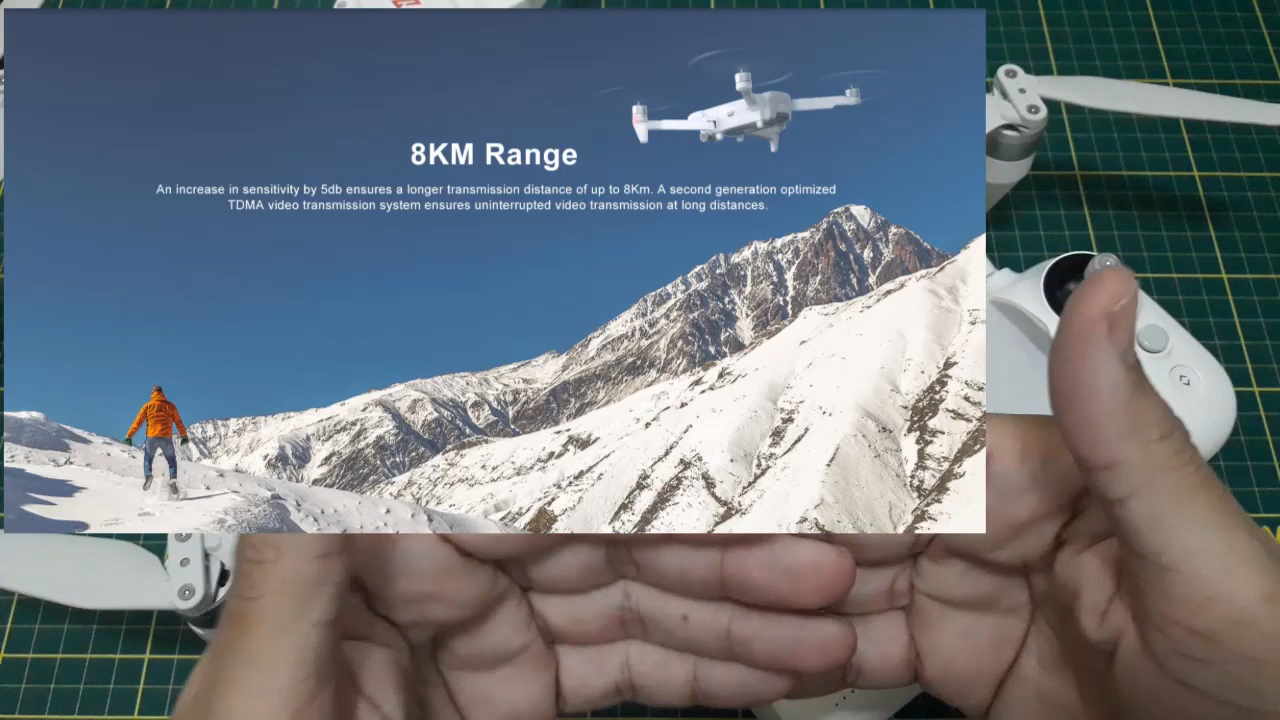 8KM Range
An increase in sensitivity by 5db ensures a longer transmission distance of up to 8Km. A second generation optimized
TDMA video transmission system ensures uninterrupted video transmission at long distances.